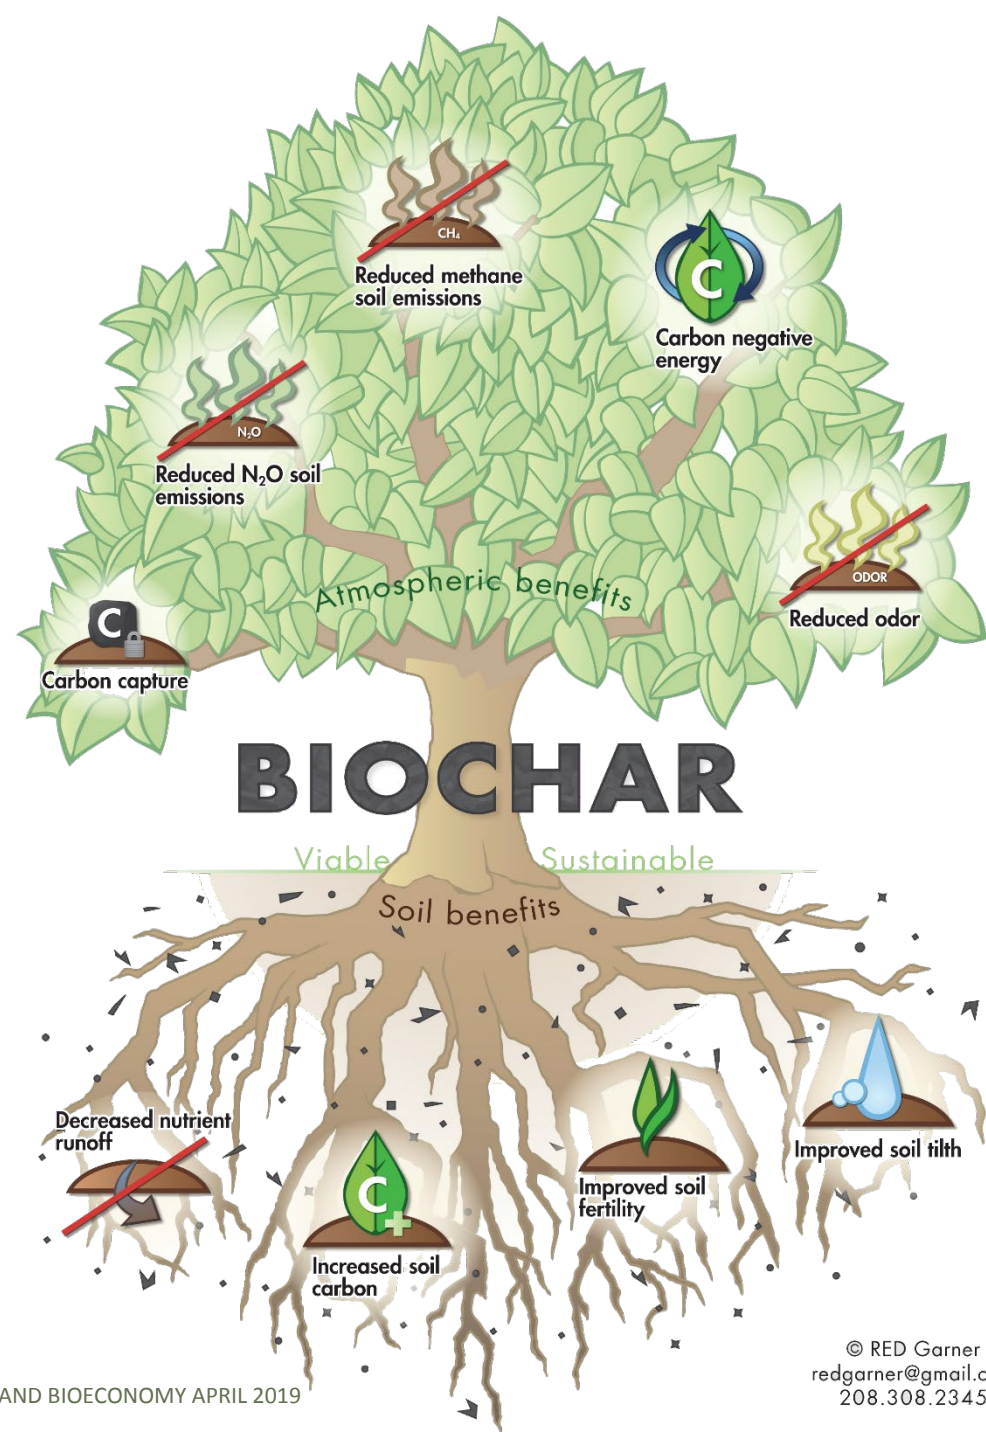 CH₄
Reduced methane
soil emissions
C
Carbon negative
energy
N₂O
Reduced N₂O soil
emissions
ODOR
Reduced odor
Atmospheric benefits
C
Carbon capture
BIOCHAR
Viable
Sustainable
Soil benefits
Decreased nutrient
runoff
C
Increased soil
carbon
Improved soil
fertility
Improved soil tilth
© RED Garner
redgarner@gmail.c
208.308.2345
AND BIOECONOMY APRIL 2019